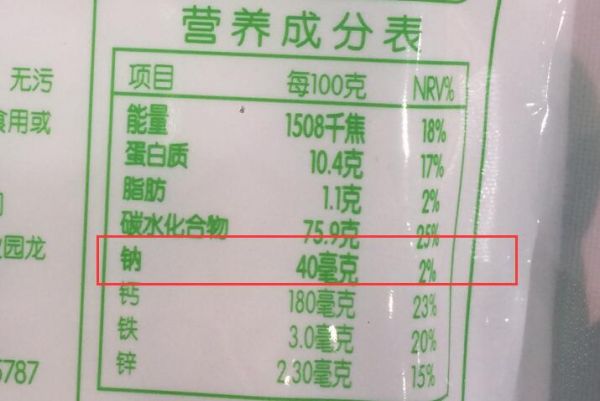 营养成分表
项目 每100克 NRV%
能量 1508千焦 18%
蛋白质 10.4克 17%
脂肪 1.1克 2%
碳水化合物 75.9克 25%
钠 40毫克 2%
钙 180毫克 23%
铁 3.0毫克 20%
锌 2.30毫克 15%
无污
食用或
园龙
5787